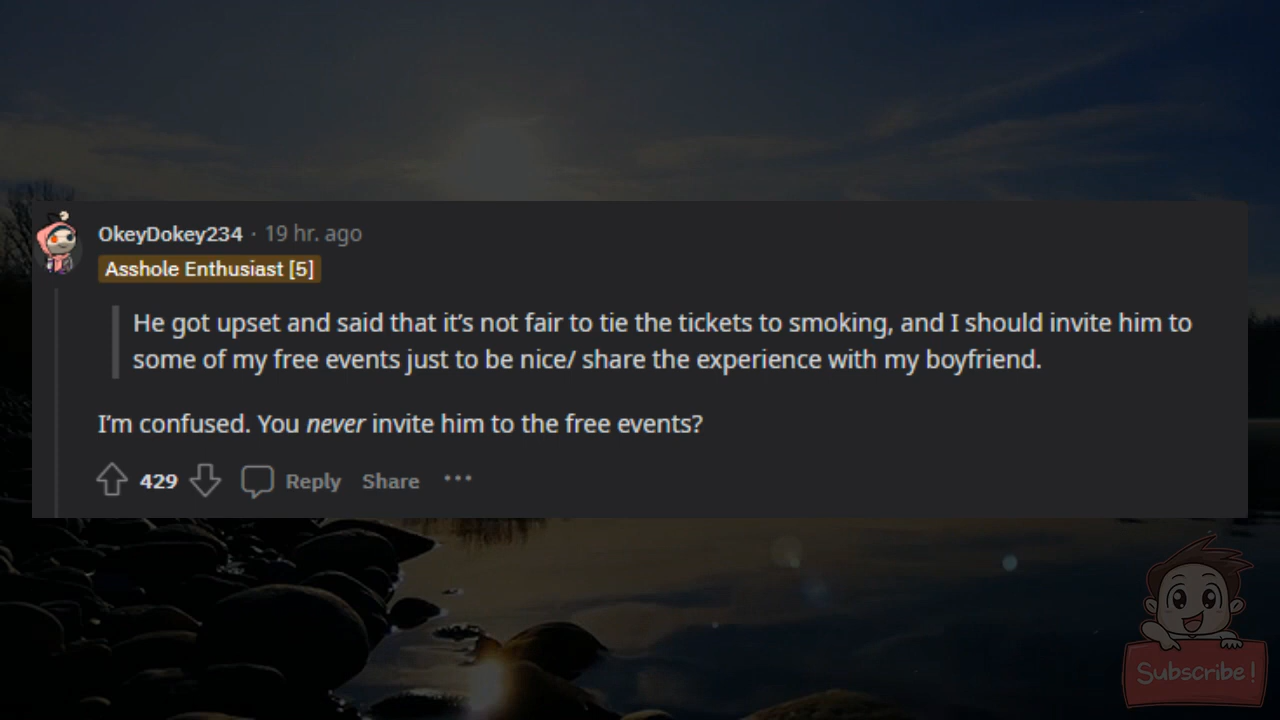 OkeyDokey234 · 19 hr. ago
Asshole Enthusiast [5]
He got upset and said that it’s not fair to tie the tickets to smoking, and I should invite him to
some of my free events just to be nice/ share the experience with my boyfriend.
I’m confused. You never invite him to the free events?
429 Reply Share ···
Subscribe!